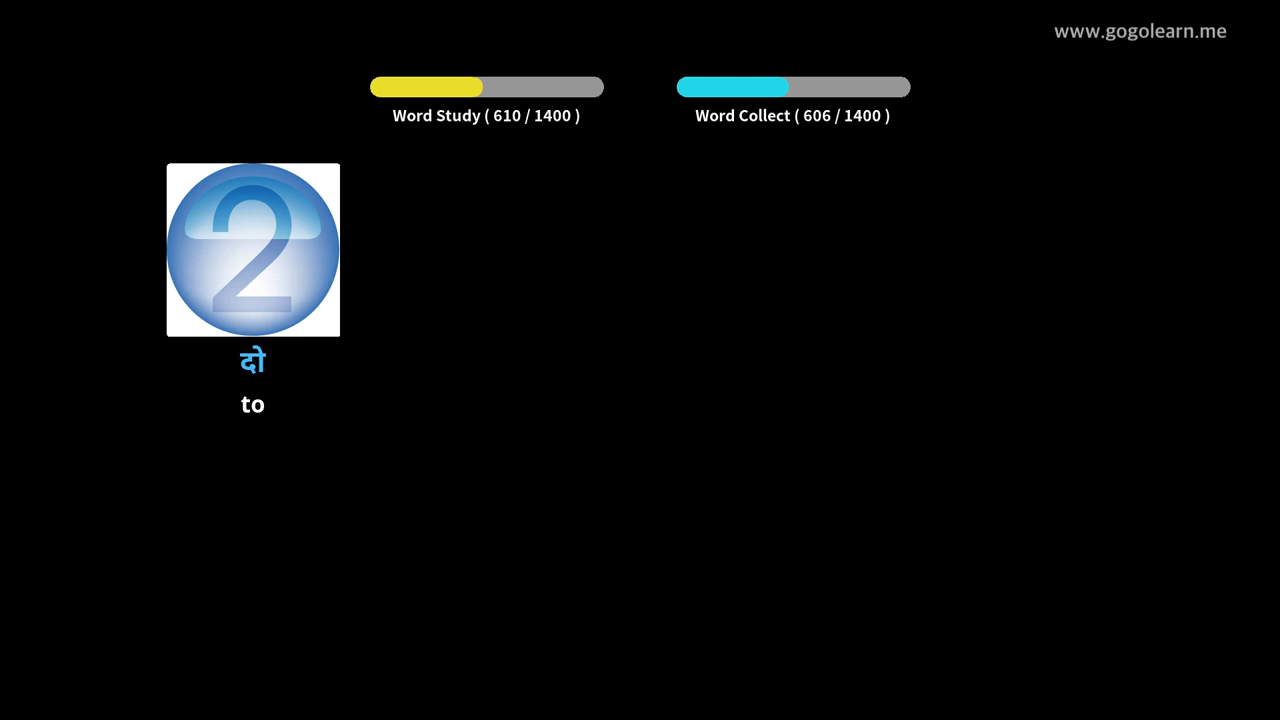 www.gogolearn.me
Word Study ( 610 / 1400 )
Word Collect ( 606 / 1400 )
2
दो
to